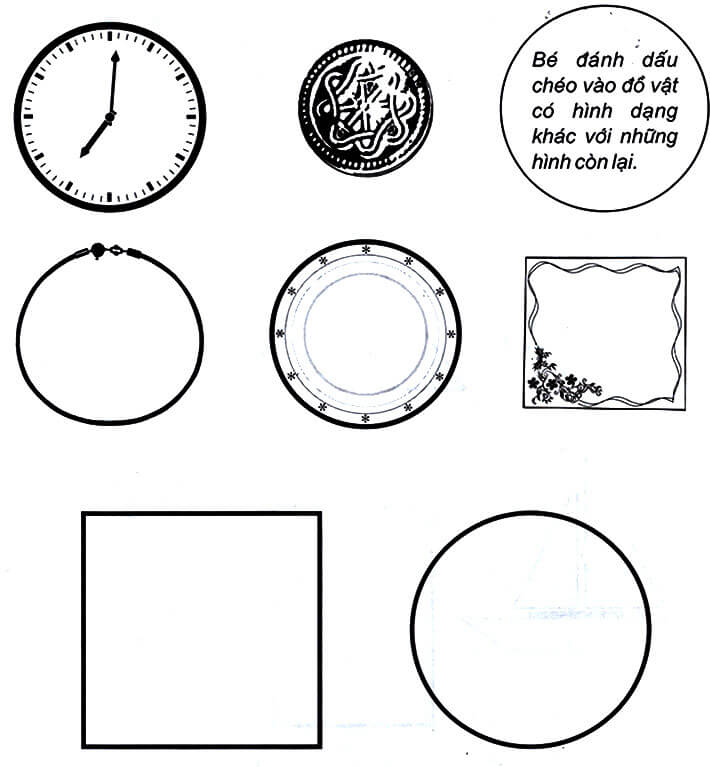 Bé đánh dấu
chéo vào đồ vật
có hình dạng
khác với những
hình còn lại.